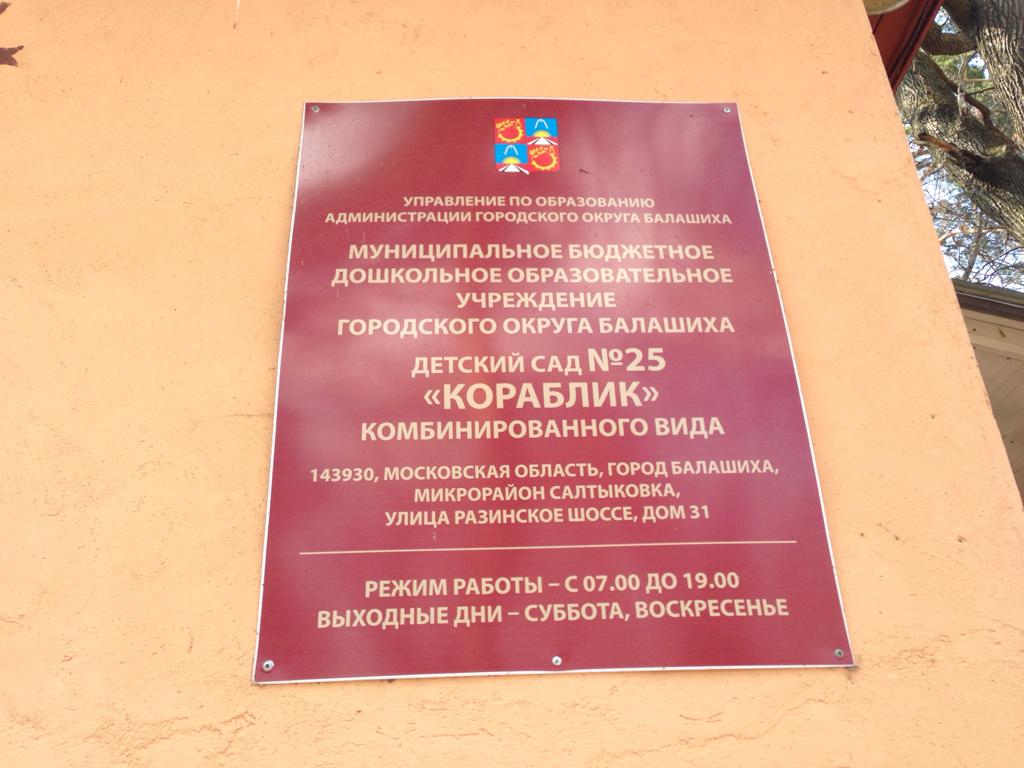 УПРАВЛЕНИЕ ПО ОБРАЗОВАНИЮ
АДМИНИСТРАЦИИ ГОРОДСКОГО ОКРУГА БАЛАШИХА
МУНИЦИПАЛЬНОЕ БЮДЖЕТНОЕ
ДОШКОЛЬНОЕ ОБРАЗОВАТЕЛЬНОЕ
УЧРЕЖДЕНИЕ
ГОРОДСКОГО ОКРУГА БАЛАШИХА
ДЕТСКИЙ САД №25
«КОРАБЛИК»
КОМБИНИРОВАННОГО ВИДА
143930, МОСКОВСКАЯ ОБЛАСТЬ, ГОРОД БАЛАШИХА,
МИКРОРАЙОН САЛТЫКОВКА,
УЛИЦА РАЗИНСКОЕ ШОССЕ, ДОМ 31
РЕЖИМ РАБОТЫ – С 07.00 ДО 19.00
ВЫХОДНЫЕ ДНИ – СУББОТА, ВОСКРЕСЕНЬЕ